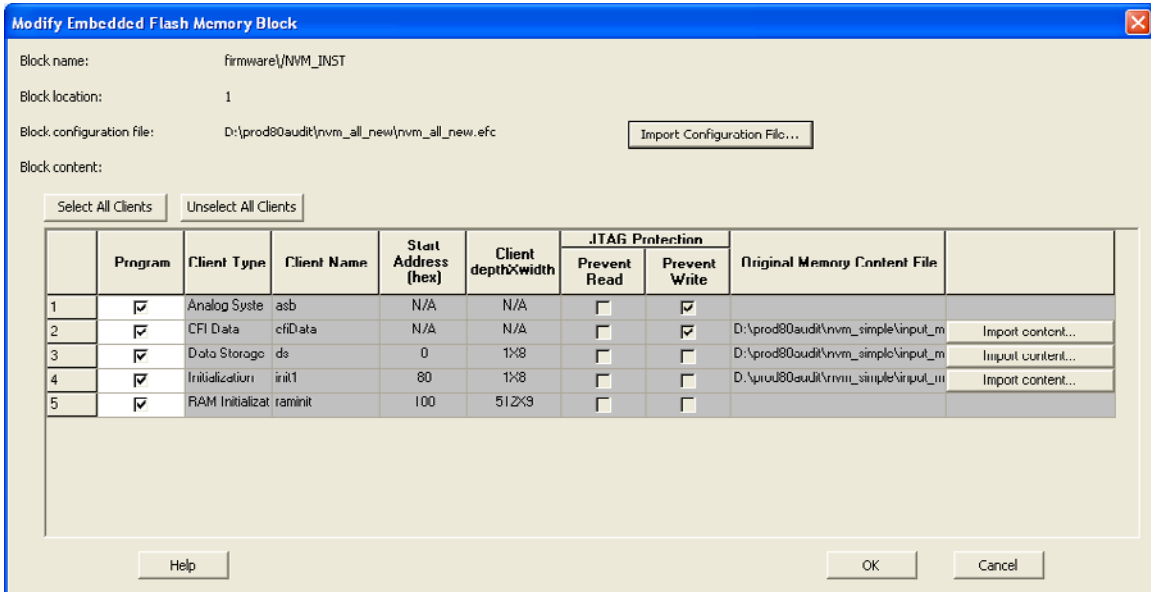 Modify Embedded Flash Memory Block
Block name: firmware\/NVM_INST
Block location: 1
Block configuration file: D:\prod80audit\nvm_all_new\nvm_all_new.efc Import Configuration File...
Block content:
Select All Clients Unselect All Clients
JTAG Protection
Program Client Type Client Name Start Address (hex) Client depthXwidth Prevent Read Prevent Write Original Memory Content File
1 Analog Syste asb N/A N/A
2 CFI Data cfiData N/A N/A D:\prod80audit\nvm_simple\input_m Import content...
3 Data Storage ds 0 1X8 D:\prod80audit\nvm_simple\input_m Import content...
4 Initialization init1 80 1X8 D:\prod80audit\nvm_simple\input_m Import content...
5 RAM Initializat raminit 100 512X9
Help OK Cancel